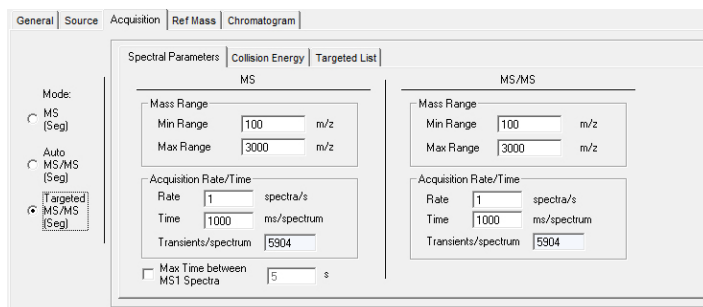 General Source Acquisition Ref Mass Chromatogram
Spectral Parameters Collision Energy Targeted List
Mode:
MS
(Seg)
Auto
MS/MS
(Seg)
Targeted
MS/MS
(Seg)
MS
Mass Range
Min Range 100 m/z
Max Range 3000 m/z
Acquisition Rate/Time
Rate 1 spectra/s
Time 1000 ms/spectrum
Transients/spectrum 5904
Max Time between
MS1 Spectra 5 s
MS/MS
Mass Range
Min Range 100 m/z
Max Range 3000 m/z
Acquisition Rate/Time
Rate 1 spectra/s
Time 1000 ms/spectrum
Transients/spectrum 5904